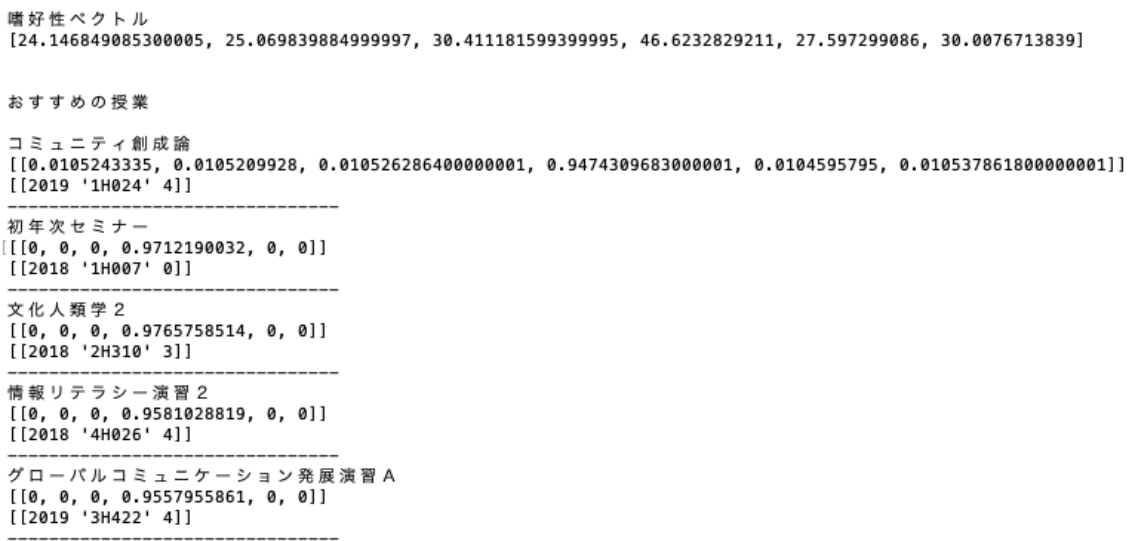 嗜好性ベクトル
[24.146849085300005, 25.069839884999997, 30.411181599399995, 46.6232829211, 27.597299086, 30.0076713839]
おすすめの授業
コミュニティ創成論
[[0.0105243335, 0.0105209928, 0.010526286400000001, 0.9474309683000001, 0.0104595795, 0.010537861800000001]]
[[2019 '1H024' 4]]
--------------------------------
初年次セミナー
[[0, 0, 0, 0.9712190032, 0, 0]]
[[2018 '1H007' 0]]
--------------------------------
文化人類学２
[[0, 0, 0, 0.9765758514, 0, 0]]
[[2018 '2H310' 3]]
--------------------------------
情報リテラシー演習２
[[0, 0, 0, 0.9581028819, 0, 0]]
[[2018 '4H026' 4]]
--------------------------------
グローバルコミュニケーション発展演習Ａ
[[0, 0, 0, 0.9557955861, 0, 0]]
[[2019 '3H422' 4]]
--------------------------------